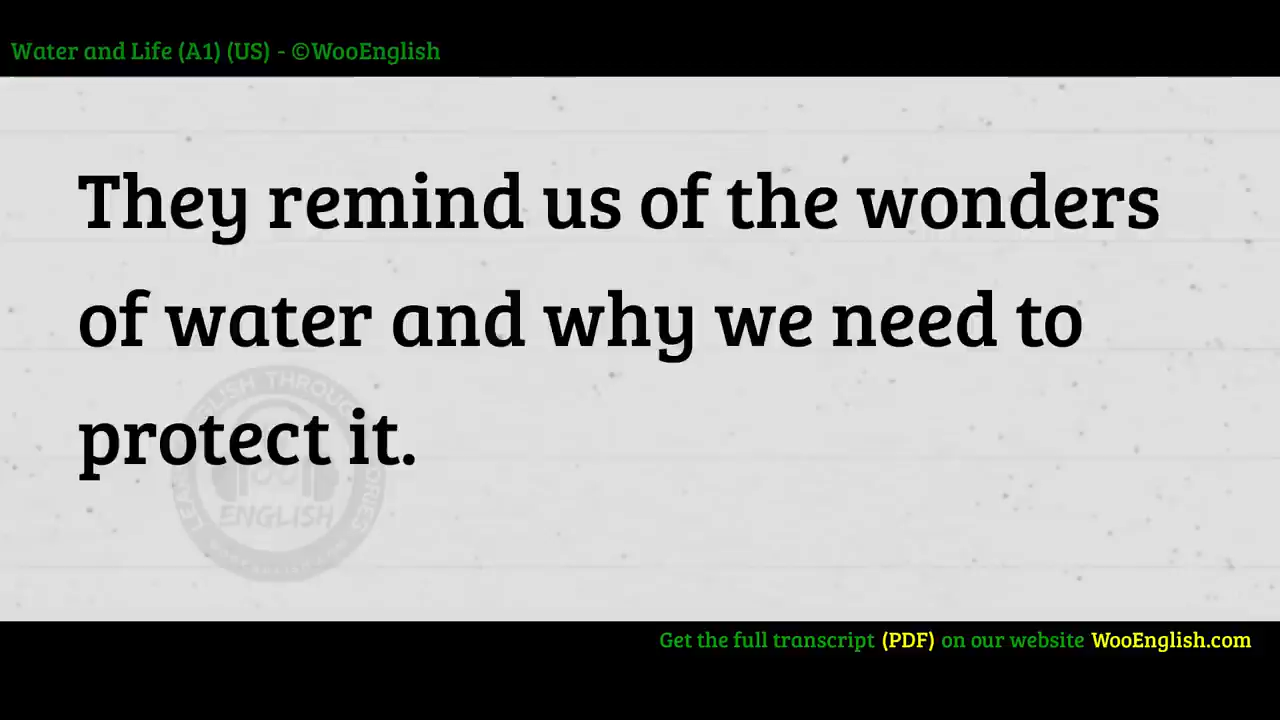 Water and Life (A1) (US) - ©WooEnglish
They remind us of the wonders
of water and why we need to
protect it.
ENGLISH
Get the full transcript (PDF) on our website WooEnglish.com